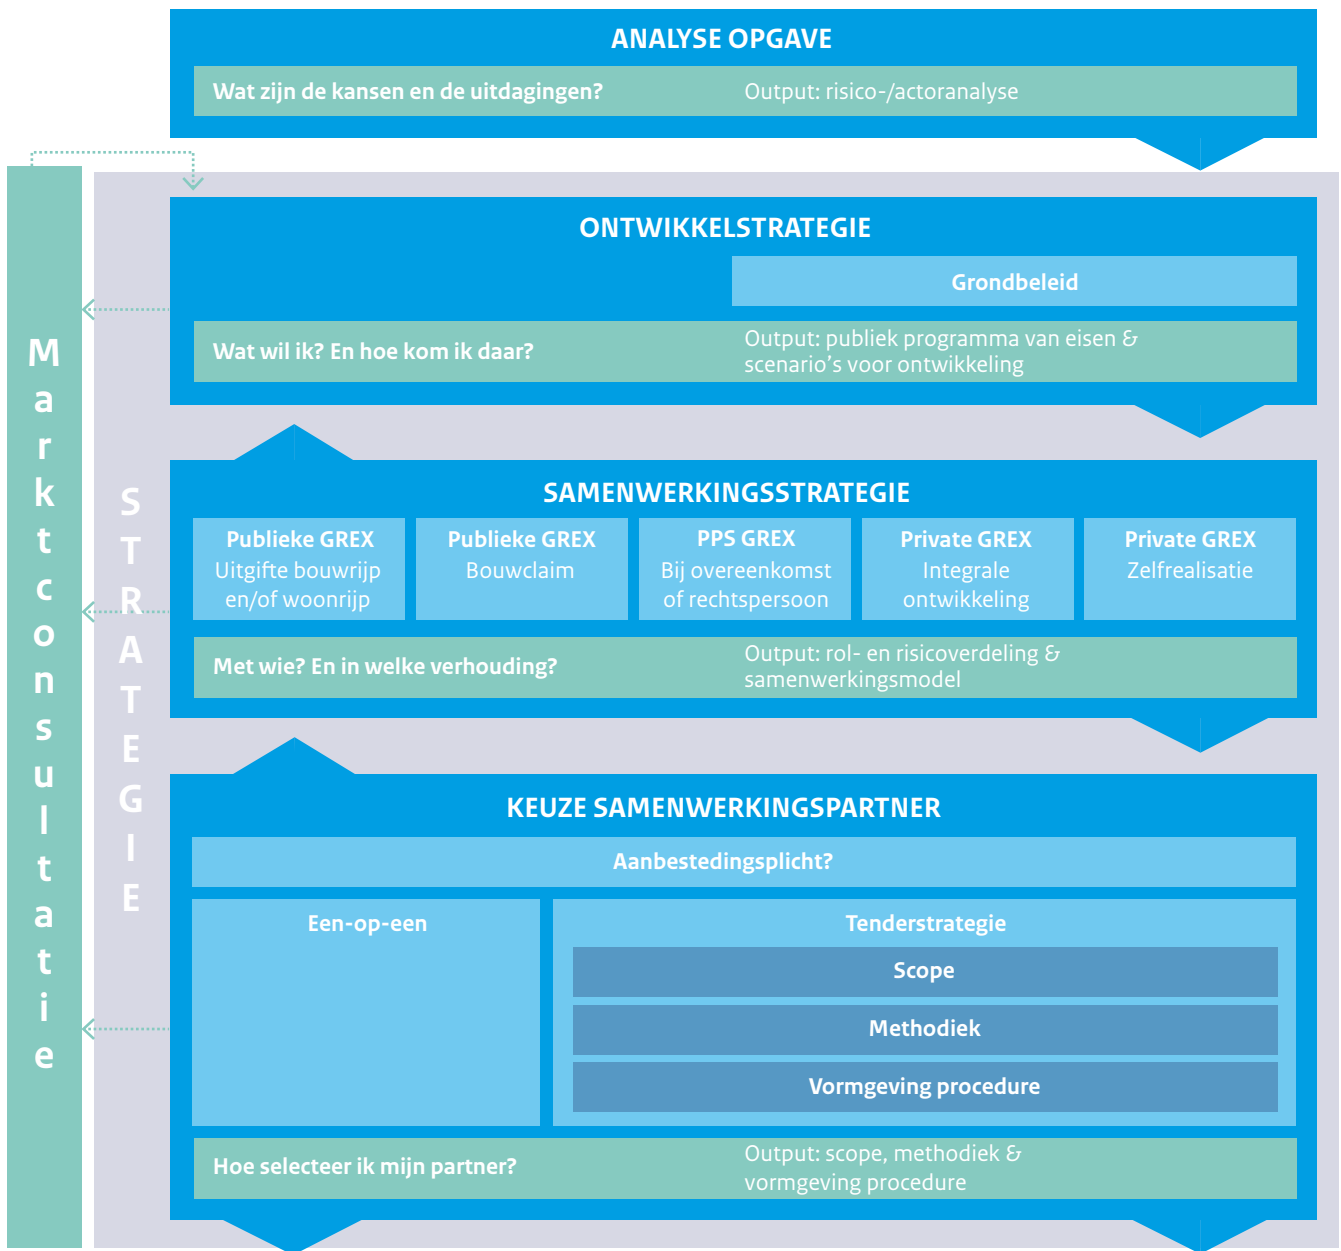 ANALYSE OPGAVE
Wat zijn de kansen en de uitdagingen?
Output: risico-/actoranalyse
Marktconsultatie
STRATEGIE
ONTWIKKELSTRATEGIE
Grondbeleid
Wat wil ik? En hoe kom ik daar?
Output: publiek programma van eisen &
scenario's voor ontwikkeling
SAMENWERKINGSSTRATEGIE
Publieke GREX
Uitgifte bouwrijp
en/of woonrijp
Publieke GREX
Bouwclaim
PPS GREX
Bij overeenkomst
of rechtspersoon
Private GREX
Integrale
ontwikkeling
Private GREX
Zelfrealisatie
Met wie? En in welke verhouding?
Output: rol- en risicoverdeling &
samenwerkingsmodel
KEUZE SAMENWERKINGSPARTNER
Aanbestedingsplicht?
Een-op-een
Tenderstrategie
Scope
Methodiek
Vormgeving procedure
Hoe selecteer ik mijn partner?
Output: scope, methodiek &
vormgeving procedure